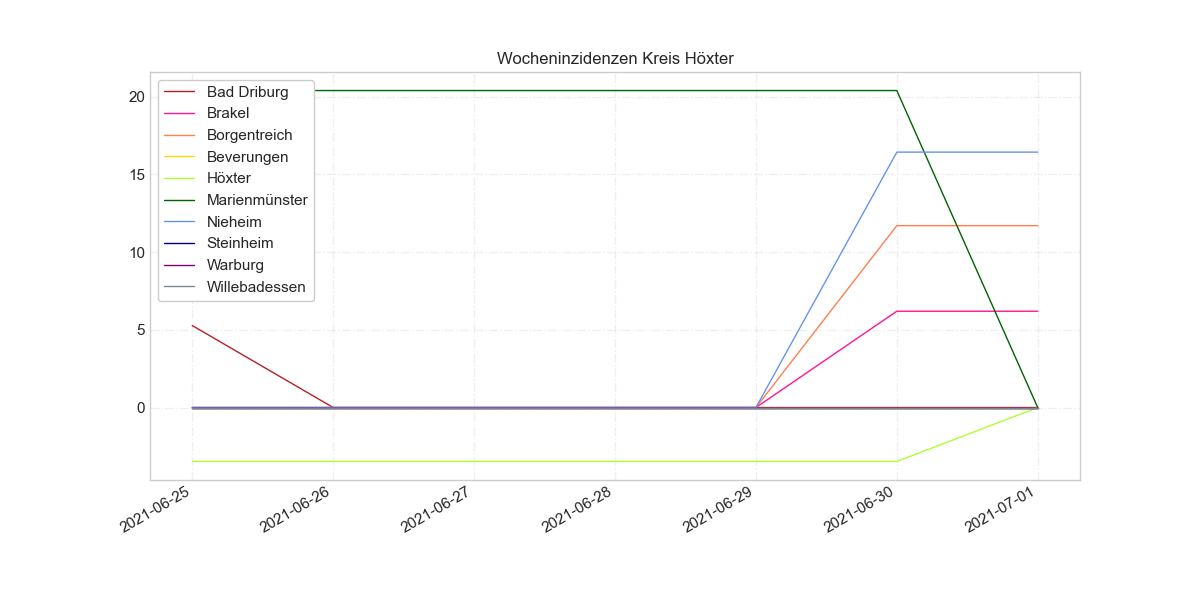 Wocheninzidenzen Kreis Höxter
20
15
10
5
0
Bad Driburg
Brakel
Borgentreich
Beverungen
Höxter
Marienmünster
Nieheim
Steinheim
Warburg
Willebadessen
2021-06-25
2021-06-26
2021-06-27
2021-06-28
2021-06-29
2021-06-30
2021-07-01